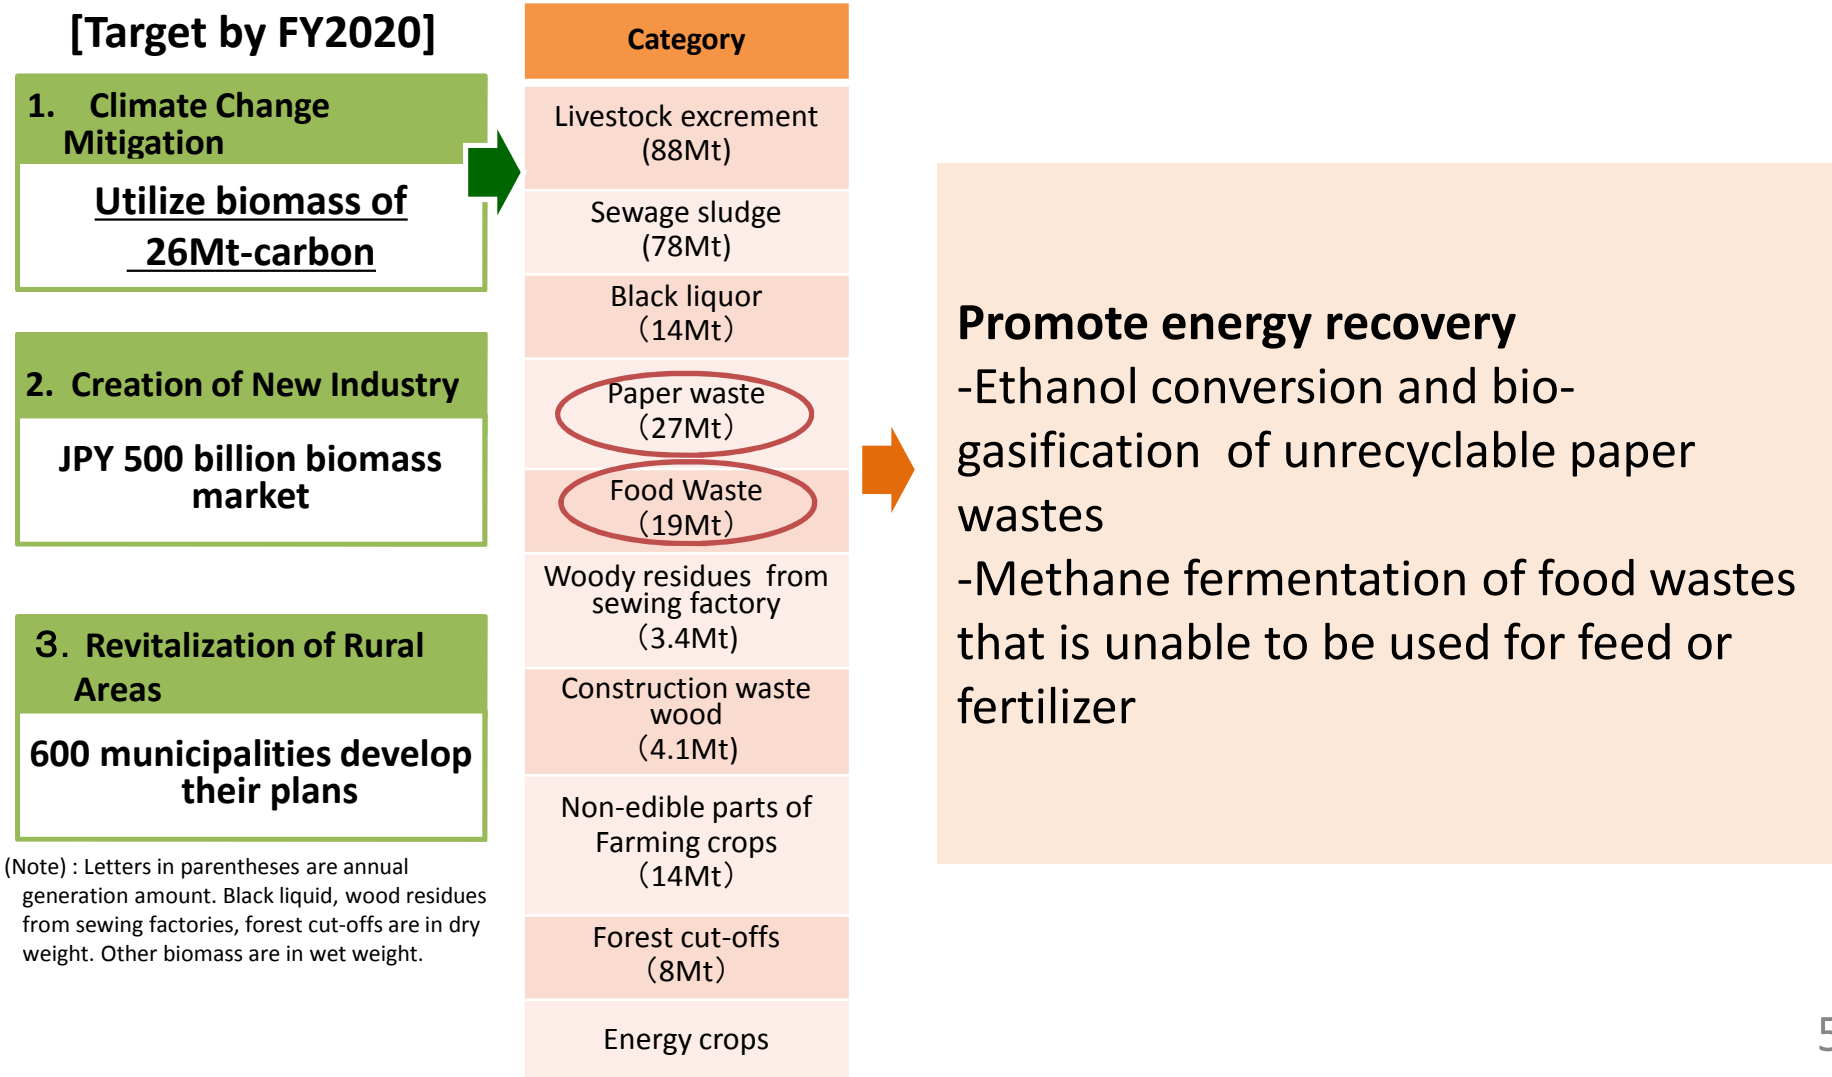 [Target by FY2020]
1. Climate Change
Mitigation
Utilize biomass of
26Mt-carbon
2. Creation of New Industry
JPY 500 billion biomass
market
３. Revitalization of Rural
Areas
600 municipalities develop
their plans
(Note) : Letters in parentheses are annual
generation amount. Black liquid, wood residues
from sewing factories, forest cut-offs are in dry
weight. Other biomass are in wet weight.
Category
Livestock excrement
(88Mt)
Sewage sludge
(78Mt)
Black liquor
（14Mt）
Paper waste
（27Mt）
Food Waste
（19Mt）
Woody residues from
sewing factory
（3.4Mt)
Construction waste
wood
（4.1Mt)
Non-edible parts of
Farming crops
（14Mt）
Forest cut-offs
（8Mt）
Energy crops
Promote energy recovery
-Ethanol conversion and bio-
gasification of unrecyclable paper
wastes
-Methane fermentation of food wastes
that is unable to be used for feed or
fertilizer
5